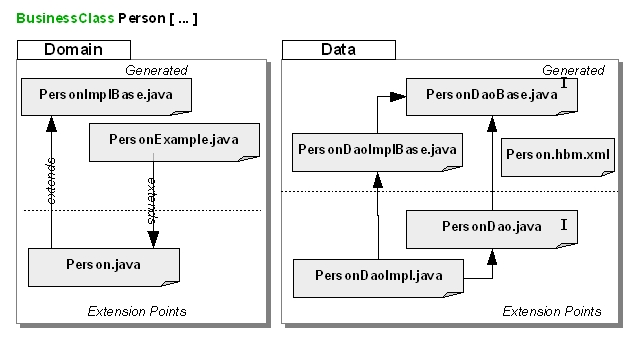 BusinessClass Person [ ... ]
Domain
Generated
PersonImplBase.java
PersonExample.java
extends
extends
Person.java
Extension Points
Data
Generated
PersonDaoBase.java I
PersonDaoImplBase.java
Person.hbm.xml
PersonDao.java I
PersonDaoImpl.java
Extension Points